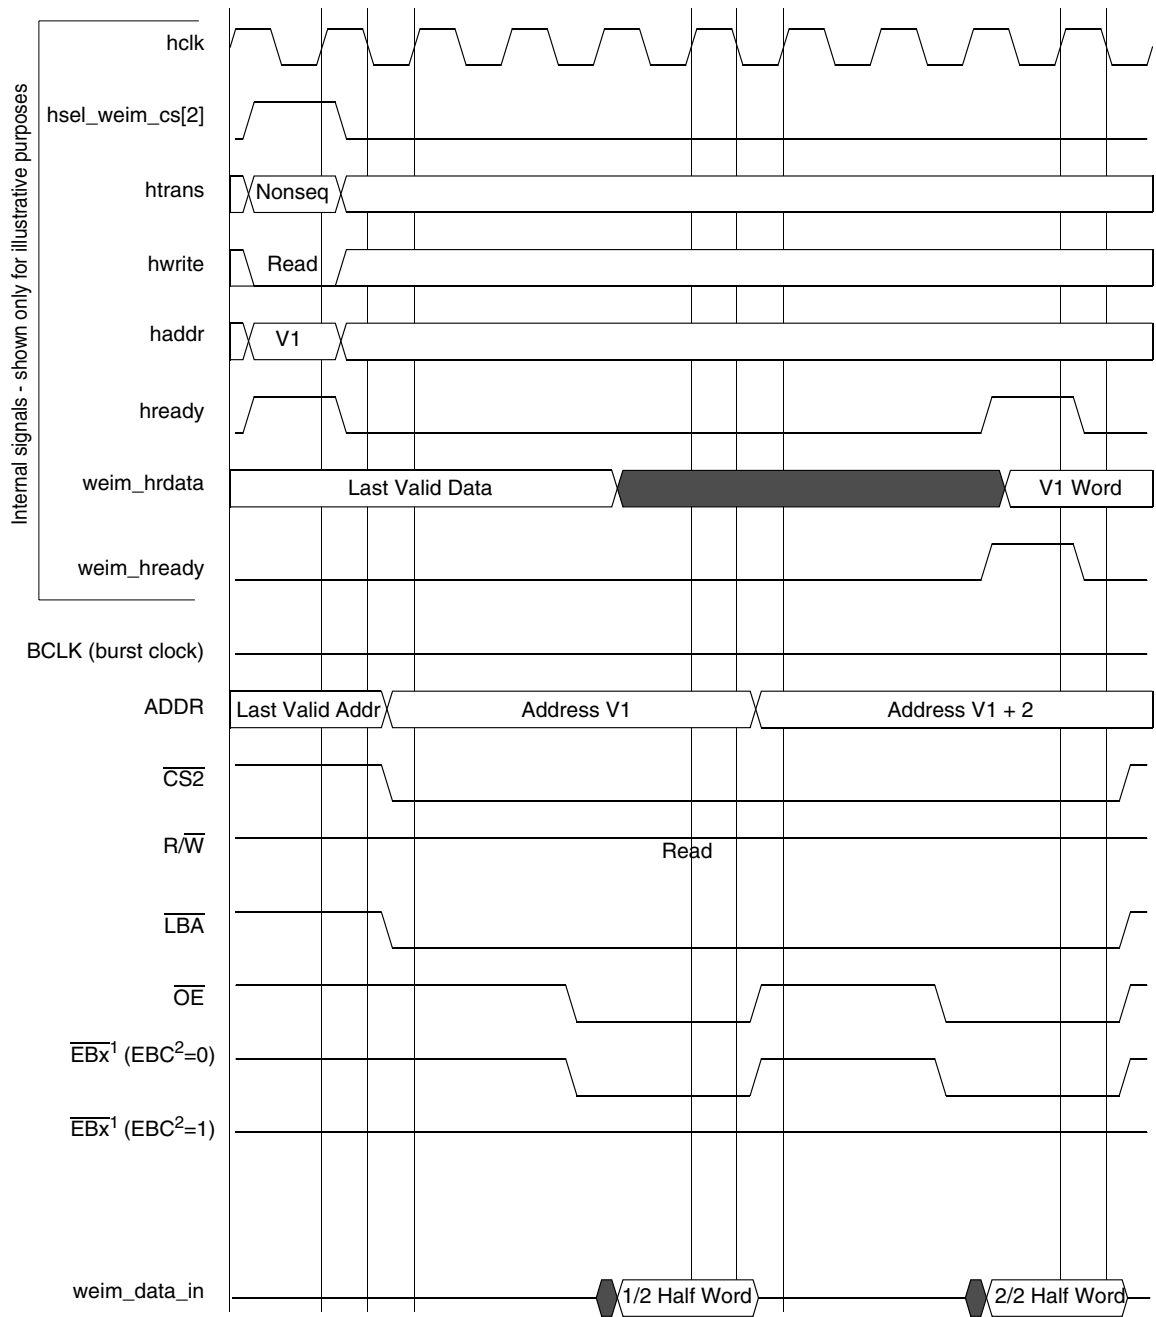 Internal signals - shown only for illustrative purposes
hclk
hsel_weim_cs[2]
htrans
Nonseq
hwrite
Read
haddr
V1
hready
weim_hrdata
Last Valid Data
V1 Word
weim_hready
BCLK (burst clock)
ADDR
Last Valid Addr
Address V1
Address V1 + 2
CS2
R/W
Read
LBA
OE
EBx¹ (EBC²=0)
EBx¹ (EBC²=1)
weim_data_in
1/2 Half Word
2/2 Half Word